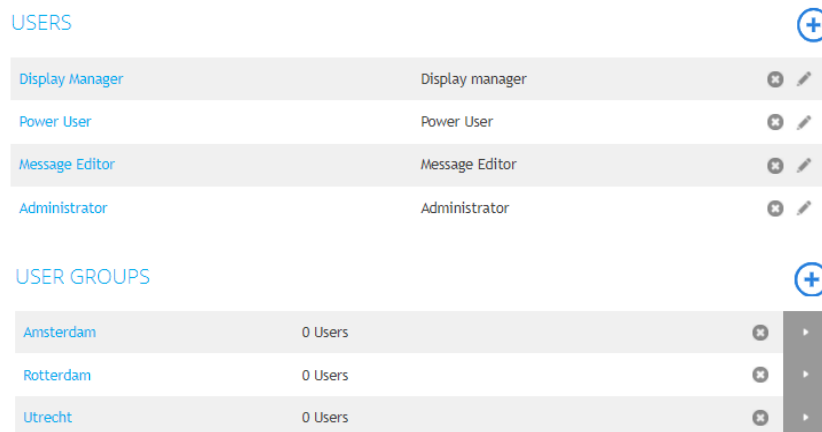 USERS
Display Manager Display manager
Power User Power User
Message Editor Message Editor
Administrator Administrator
USER GROUPS
Amsterdam 0 Users
Rotterdam 0 Users
Utrecht 0 Users